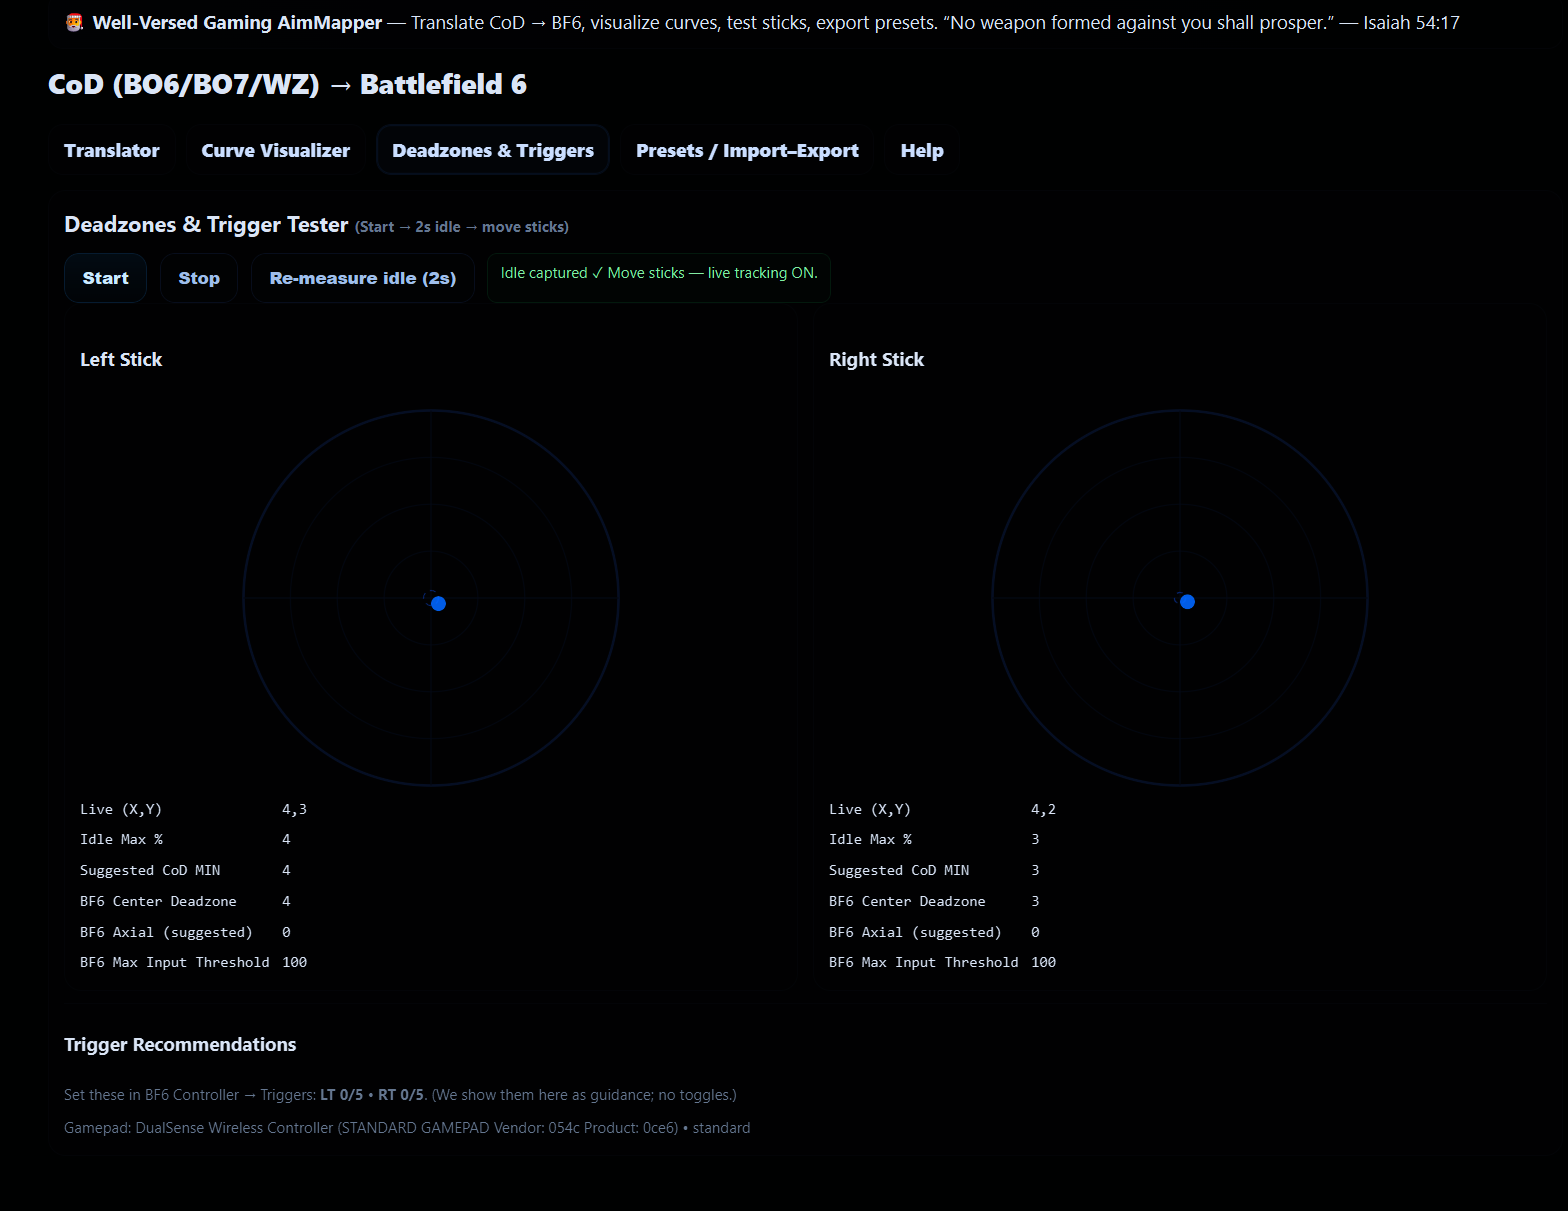 Well-Versed Gaming AimMapper — Translate CoD → BF6, visualize curves, test sticks, export presets. “No weapon formed against you shall prosper.” — Isaiah 54:17
CoD (BO6/BO7/WZ) → Battlefield 6
Translator Curve Visualizer Deadzones & Triggers Presets / Import–Export Help
Deadzones & Trigger Tester (Start → 2s idle → move sticks)
Start Stop Re-measure idle (2s) Idle captured ✓ Move sticks — live tracking ON.
Left Stick
Live (X,Y) 4,3
Idle Max % 4
Suggested CoD MIN 4
BF6 Center Deadzone 4
BF6 Axial (suggested) 0
BF6 Max Input Threshold 100
Right Stick
Live (X,Y) 4,2
Idle Max % 3
Suggested CoD MIN 3
BF6 Center Deadzone 3
BF6 Axial (suggested) 0
BF6 Max Input Threshold 100
Trigger Recommendations
Set these in BF6 Controller → Triggers: LT 0/5 • RT 0/5. (We show them here as guidance; no toggles.)
Gamepad: DualSense Wireless Controller (STANDARD GAMEPAD Vendor: 054c Product: 0ce6) • standard